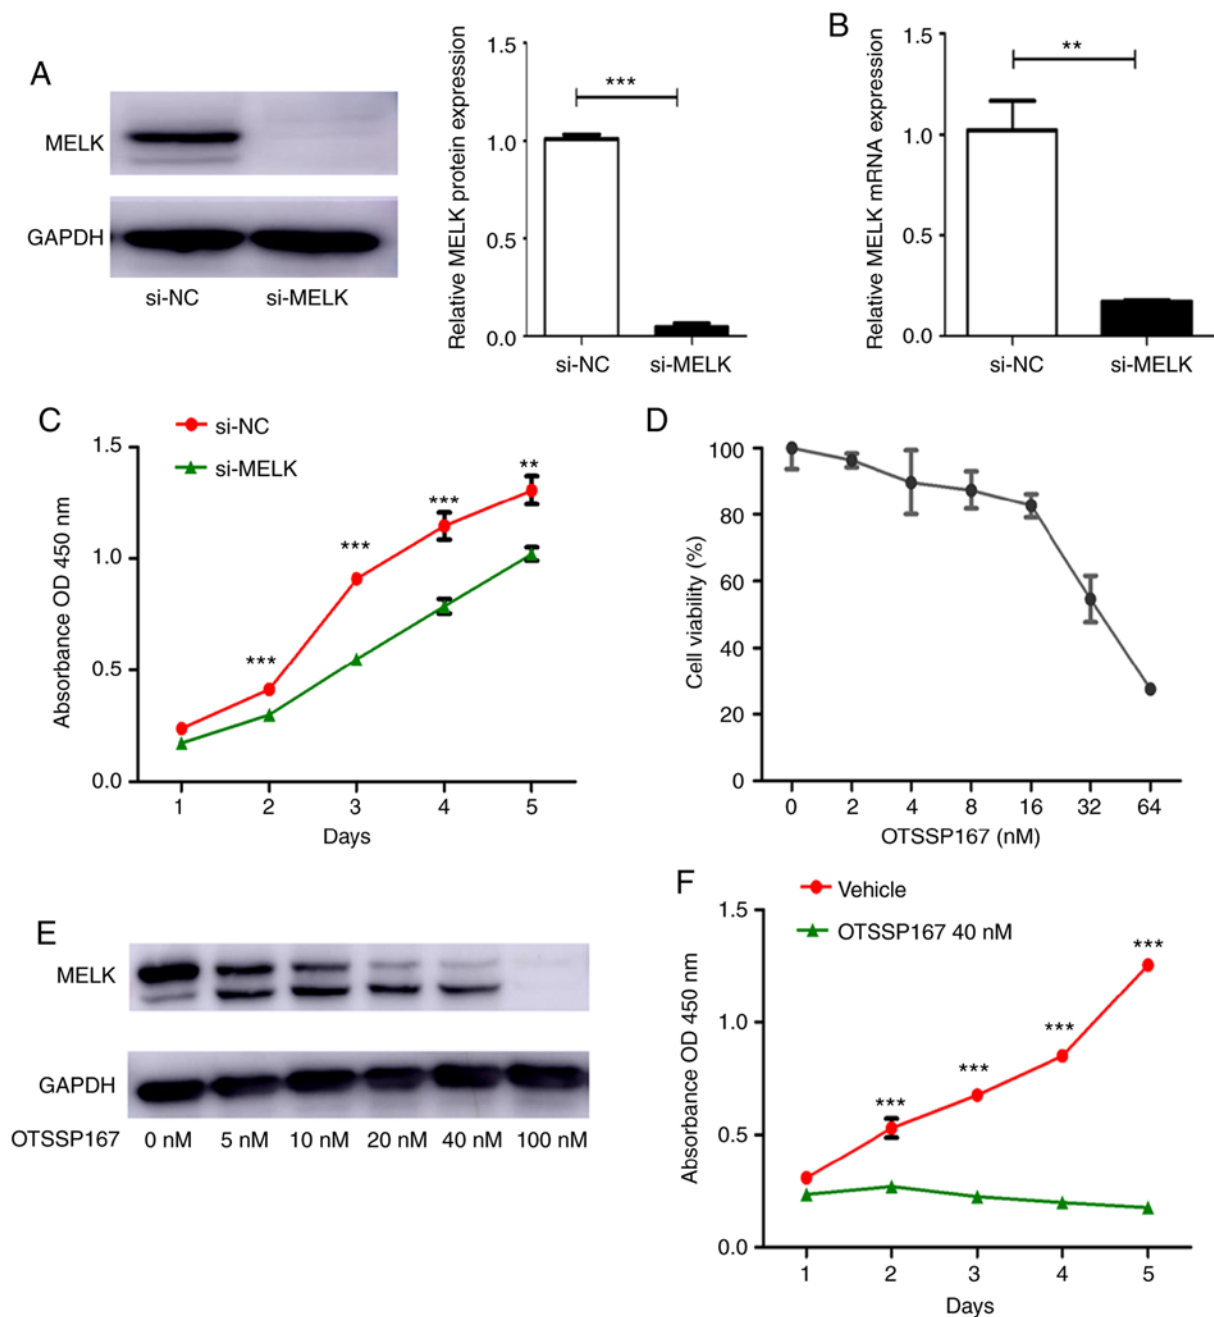 A
MELK
GAPDH
si-NC si-MELK
Relative MELK protein expression
1.5
1.0
0.5
0.0
***
si-NC si-MELK
B
Relative MELK mRNA expression
1.5
1.0
0.5
0.0
**
si-NC si-MELK
C
si-NC
si-MELK
Absorbance OD 450 nm
1.5
1.0
0.5
0.0
***
***
***
**
1 2 3 4 5
Days
D
Cell viability (%)
100
80
60
40
20
0
0 2 4 8 16 32 64
OTSSP167 (nM)
E
MELK
GAPDH
OTSSP167 0 nM 5 nM 10 nM 20 nM 40 nM 100 nM
F
Vehicle
OTSSP167 40 nM
Absorbance OD 450 nm
1.5
1.0
0.5
0.0
***
***
***
***
1 2 3 4 5
Days